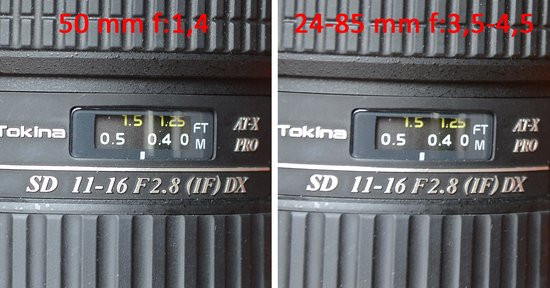 50 mm f:1,4
1.5 1.25 FT
Tokina
0.5 0.4 0 M
AT-X
PRO
SD 11-16 F2.8 (IF) DX
24-85 mm f:3,5-4,5
1.5 1.25 FT
Tokina
0.5 0.4 0 M
AT-X
PRO
SD 11-16 F2.8 (IF) DX